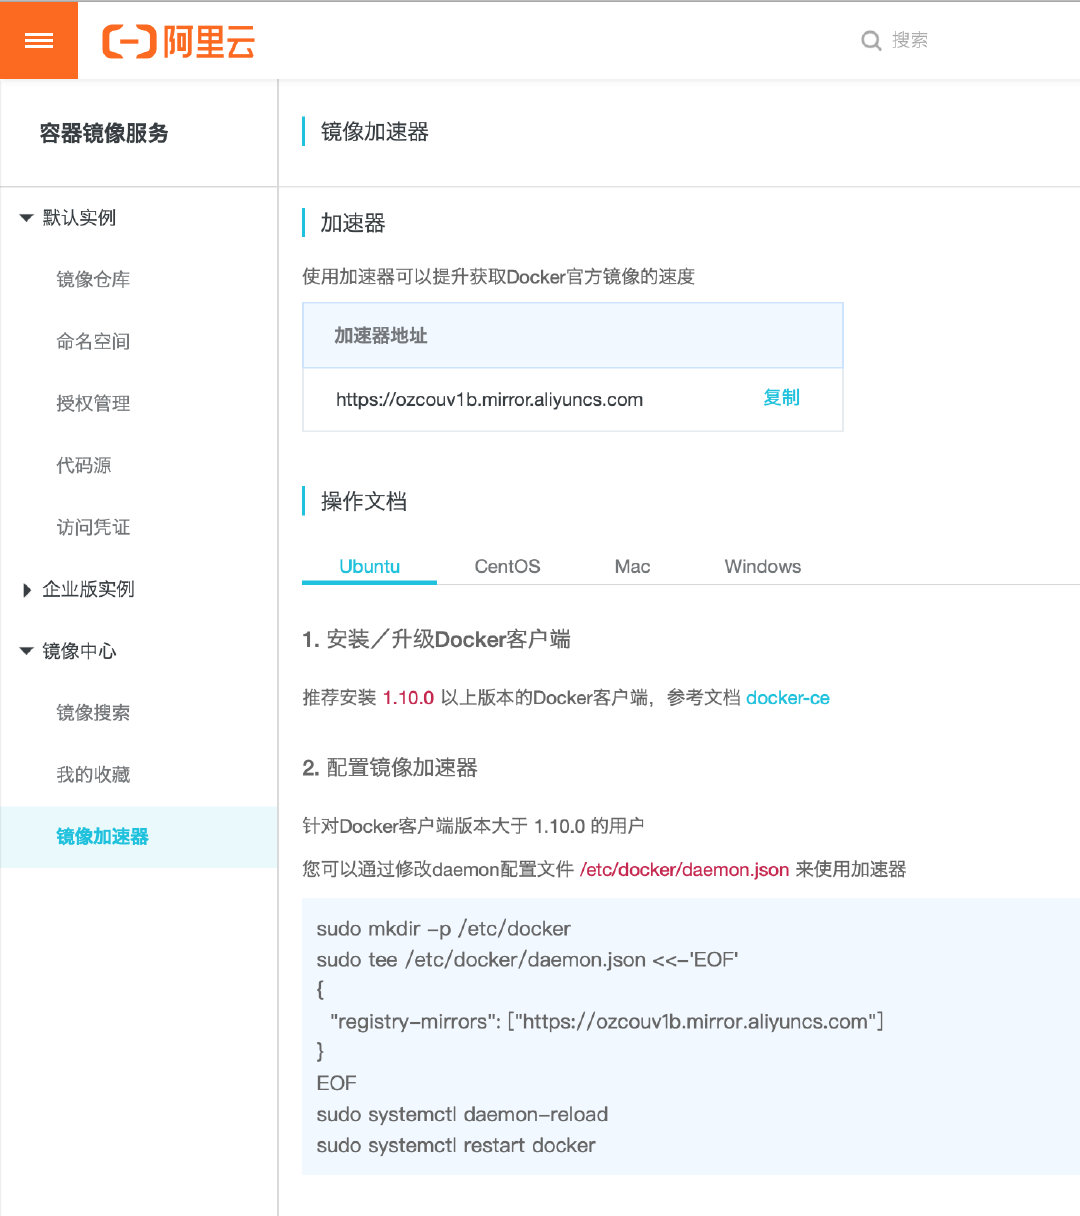 阿里云
搜索
容器镜像服务
镜像加速器
默认实例
镜像仓库
命名空间
授权管理
代码源
访问凭证
企业版实例
镜像中心
镜像搜索
我的收藏
镜像加速器
加速器
使用加速器可以提升获取Docker官方镜像的速度
加速器地址
https://ozcouv1b.mirror.aliyuncs.com 复制
操作文档
Ubuntu CentOS Mac Windows
1. 安装／升级Docker客户端
推荐安装 1.10.0 以上版本的Docker客户端，参考文档 docker-ce
2. 配置镜像加速器
针对Docker客户端版本大于 1.10.0 的用户
您可以通过修改daemon配置文件 /etc/docker/daemon.json 来使用加速器
sudo mkdir -p /etc/docker
sudo tee /etc/docker/daemon.json <<-'EOF'
{
  "registry-mirrors": ["https://ozcouv1b.mirror.aliyuncs.com"]
}
EOF
sudo systemctl daemon-reload
sudo systemctl restart docker